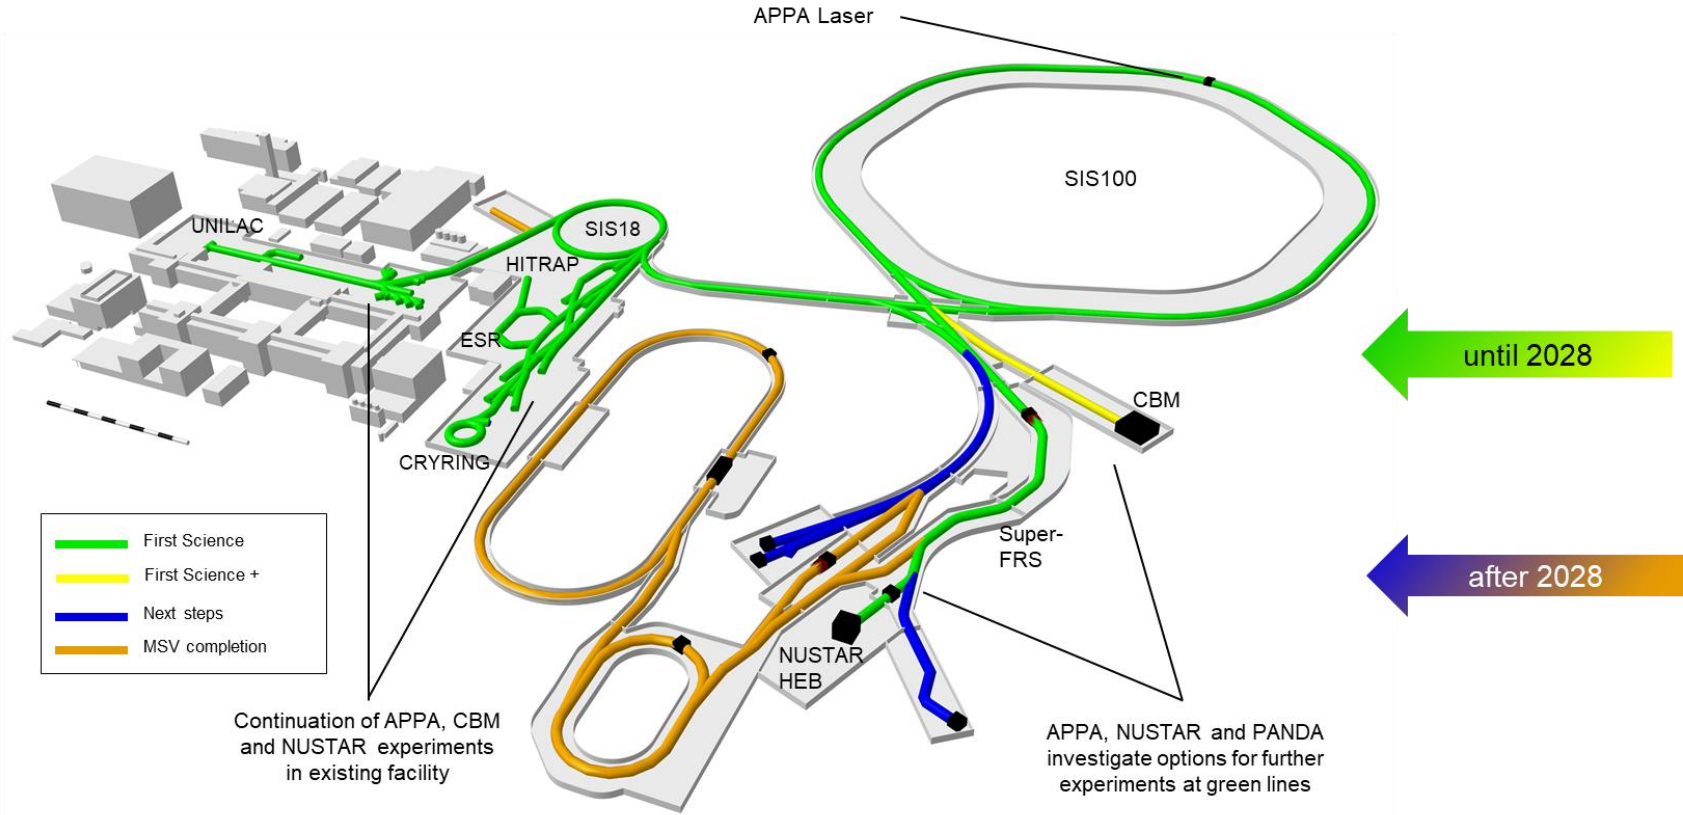 APPA Laser
SIS100
UNILAC
SIS18
HITRAP
ESR
until 2028
CBM
CRYRING
First Science
First Science +
Next steps
MSV completion
Super-
FRS
after 2028
NUSTAR
HEB
Continuation of APPA, CBM
and NUSTAR experiments
in existing facility
APPA, NUSTAR and PANDA
investigate options for further
experiments at green lines